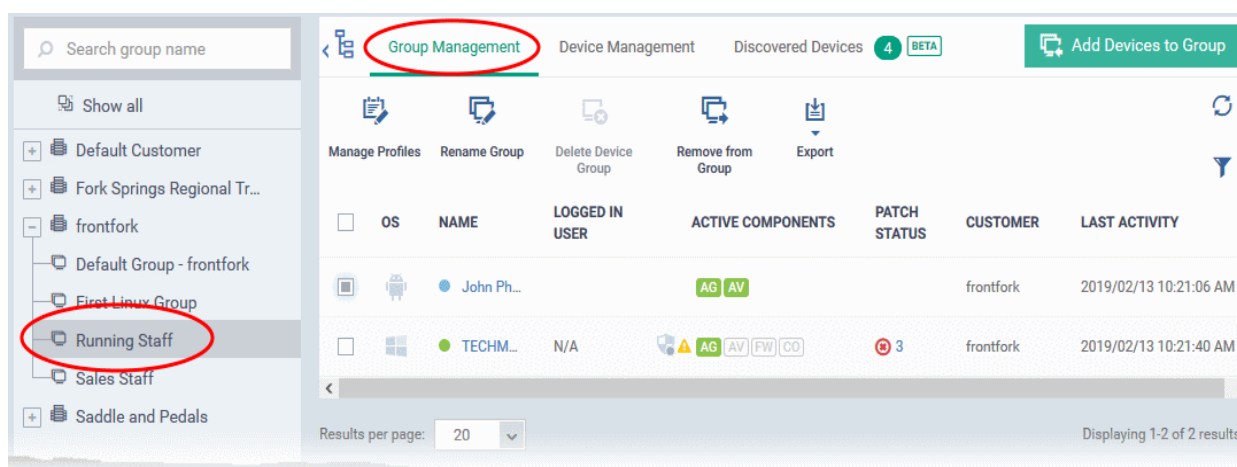 Search group name
Group Management Device Management Discovered Devices 4 BETA Add Devices to Group
Show all
Default Customer
Fork Springs Regional Tr...
frontfork
Default Group - frontfork
First Linux Group
Running Staff
Sales Staff
Saddle and Pedals
Manage Profiles Rename Group Delete Device Group Remove from Group Export
OS NAME LOGGED IN USER ACTIVE COMPONENTS PATCH STATUS CUSTOMER LAST ACTIVITY
John Ph... AG AV frontfork 2019/02/13 10:21:06 AM
TECHM... N/A AG AV FW CO 3 frontfork 2019/02/13 10:21:40 AM
Results per page: 20 Displaying 1-2 of 2 results